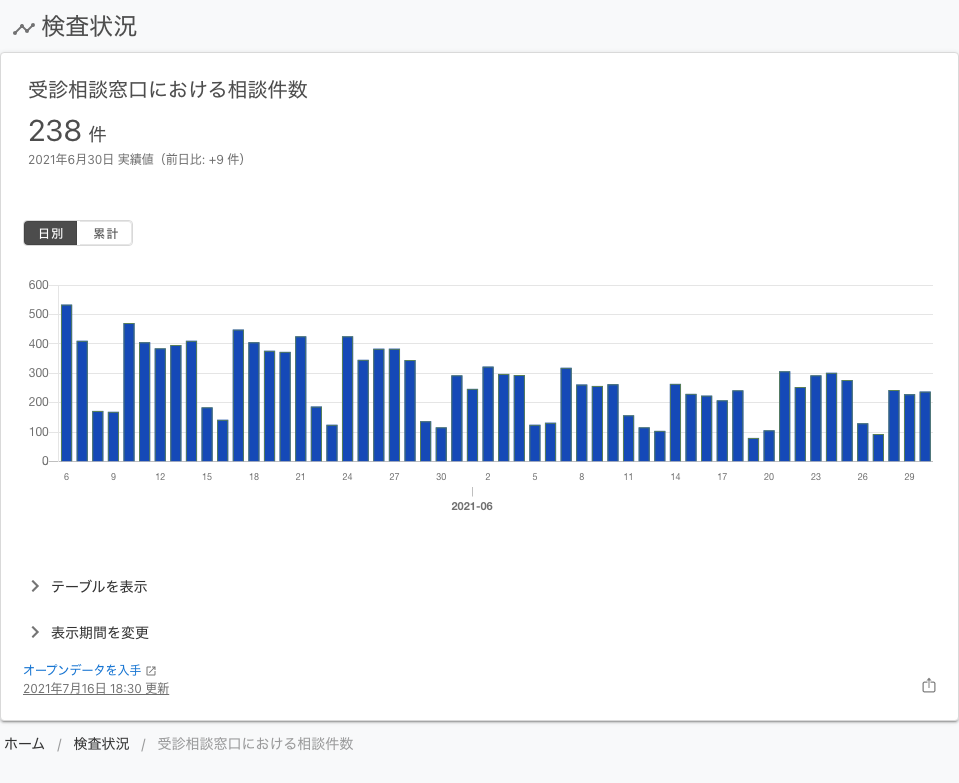 検査状況
受診相談窓口における相談件数
238 件
2021年6月30日 実績値（前日比: +9 件）
日別 累計
600
500
400
300
200
100
0
6 9 12 15 18 21 24 27 30 2 5 8 11 14 17 20 23 26 29
2021-06
テーブルを表示
表示期間を変更
オープンデータを入手
2021年7月16日 18:30 更新
ホーム / 検査状況 / 受診相談窓口における相談件数